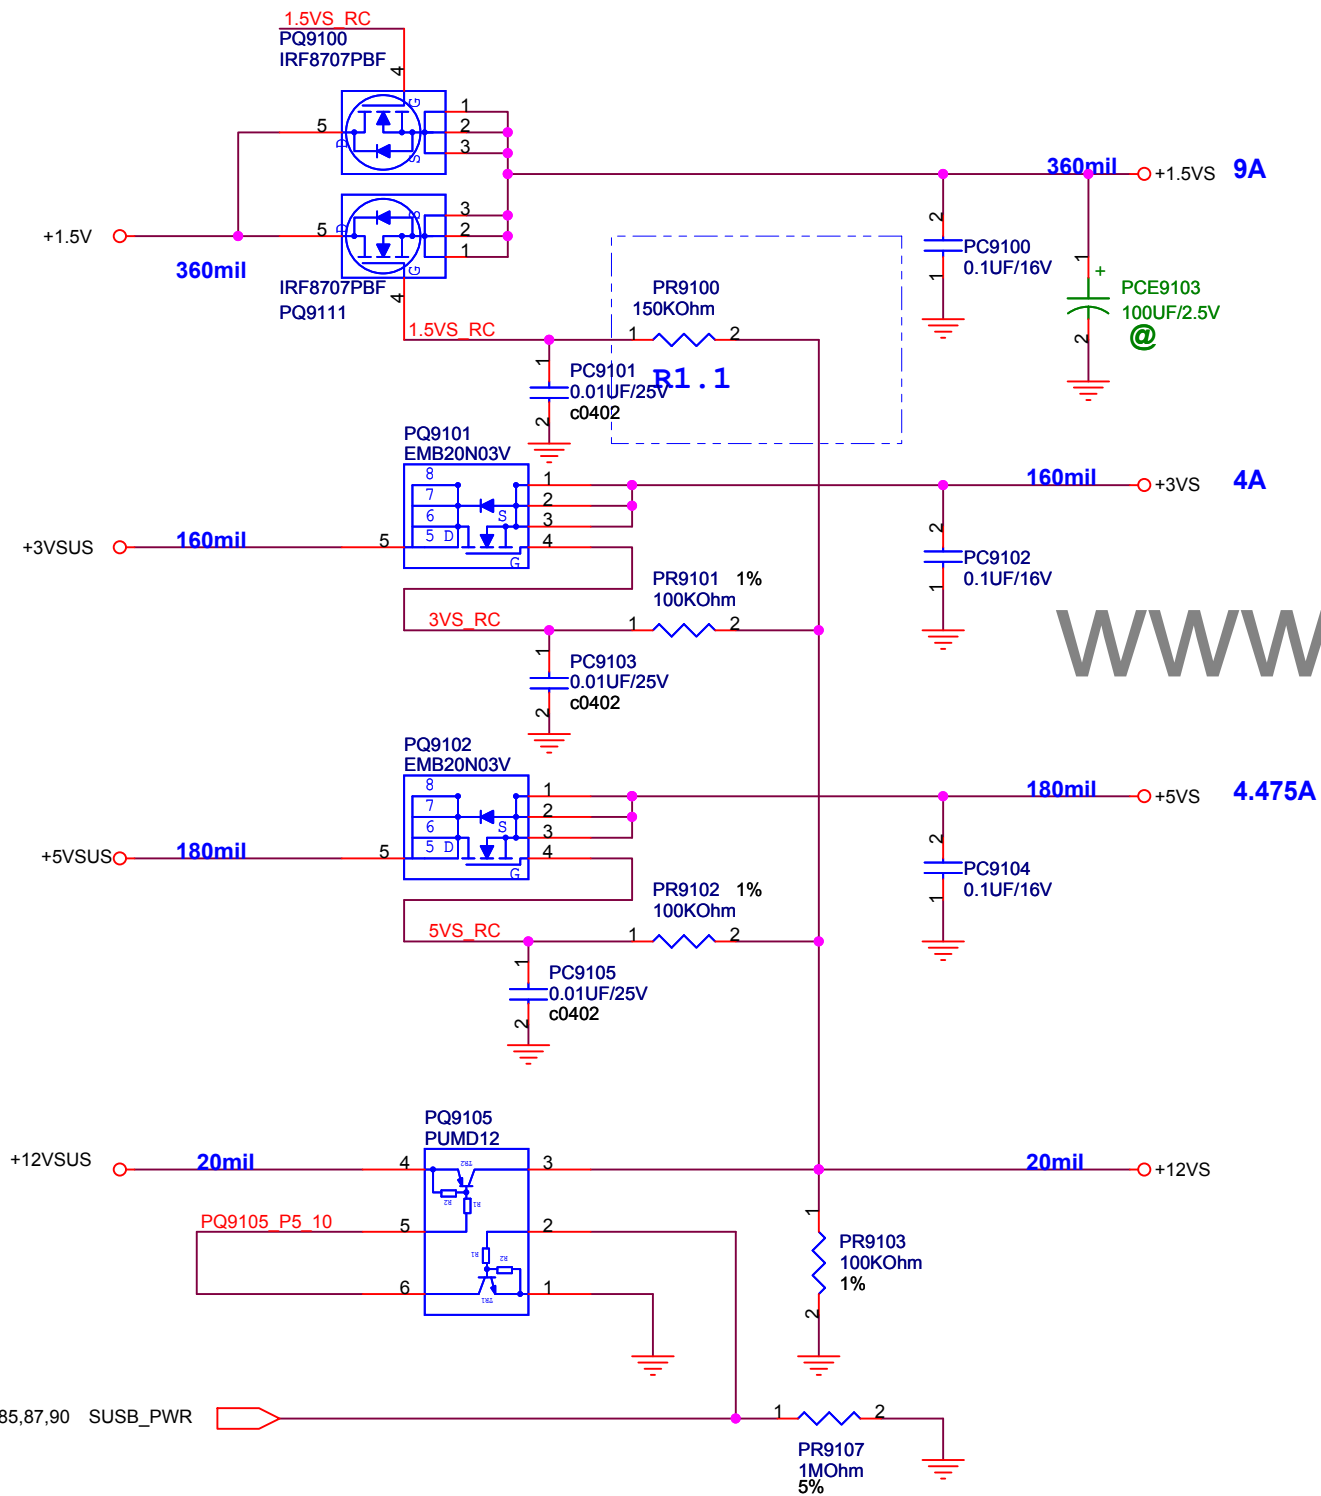 1.5VS_RC
PQ9100
IRF8707PBF
4
G
1
5
2
D
3
S
360mil
+1.5VS
9A
+1.5V
D
S
3
5
2
1
360mil
G
IRF8707PBF
4
PQ9111
2
PC9100
0.1UF/16V
1
1
+
PCE9103
100UF/2.5V
@
2
PR9100
150KOhm
1.5VS_RC
1
2
R1.1
1
PC9101
0.01UF/25V
c0402
2
PQ9101
EMB20N03V
8
1
7
2
6
S
3
5
5
D
4
G
160mil
+3VS
4A
+3VSUS
160mil
2
PC9102
0.1UF/16V
1
PR9101
1%
100KOhm
3VS_RC
1
2
1
PC9103
0.01UF/25V
c0402
2
WWW
PQ9102
EMB20N03V
8
1
7
2
6
S
3
5
5
D
4
G
180mil
+5VS
4.475A
+5VSUS
180mil
2
PC9104
0.1UF/16V
1
PR9102
1%
100KOhm
5VS_RC
1
2
1
PC9105
0.01UF/25V
c0402
2
PQ9105
PUMD12
+12VSUS
20mil
4
TR2
3
20mil
+12VS
R2
R1
PQ9105_P5_10
5
2
R1
R2
6
TR1
1
1
PR9103
100KOhm
1%
2
85,87,90
SUSB_PWR
1
2
PR9107
1MOhm
5%